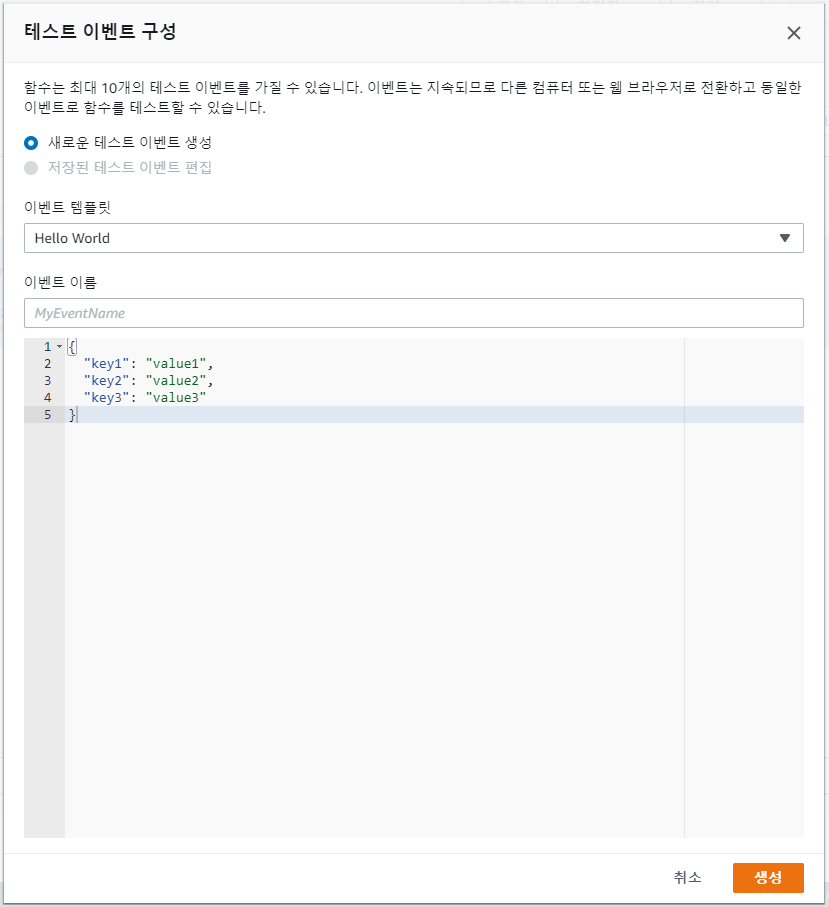 테스트 이벤트 구성
함수는 최대 10개의 테스트 이벤트를 가질 수 있습니다. 이벤트는 지속되므로 다른 컴퓨터 또는 웹 브라우저로 전환하고 동일한
이벤트로 함수를 테스트할 수 있습니다.
새로운 테스트 이벤트 생성
저장된 테스트 이벤트 편집
이벤트 템플릿
Hello World
이벤트 이름
MyEventName
1 {
2 "key1": "value1",
3 "key2": "value2",
4 "key3": "value3"
5 }
취소 생성